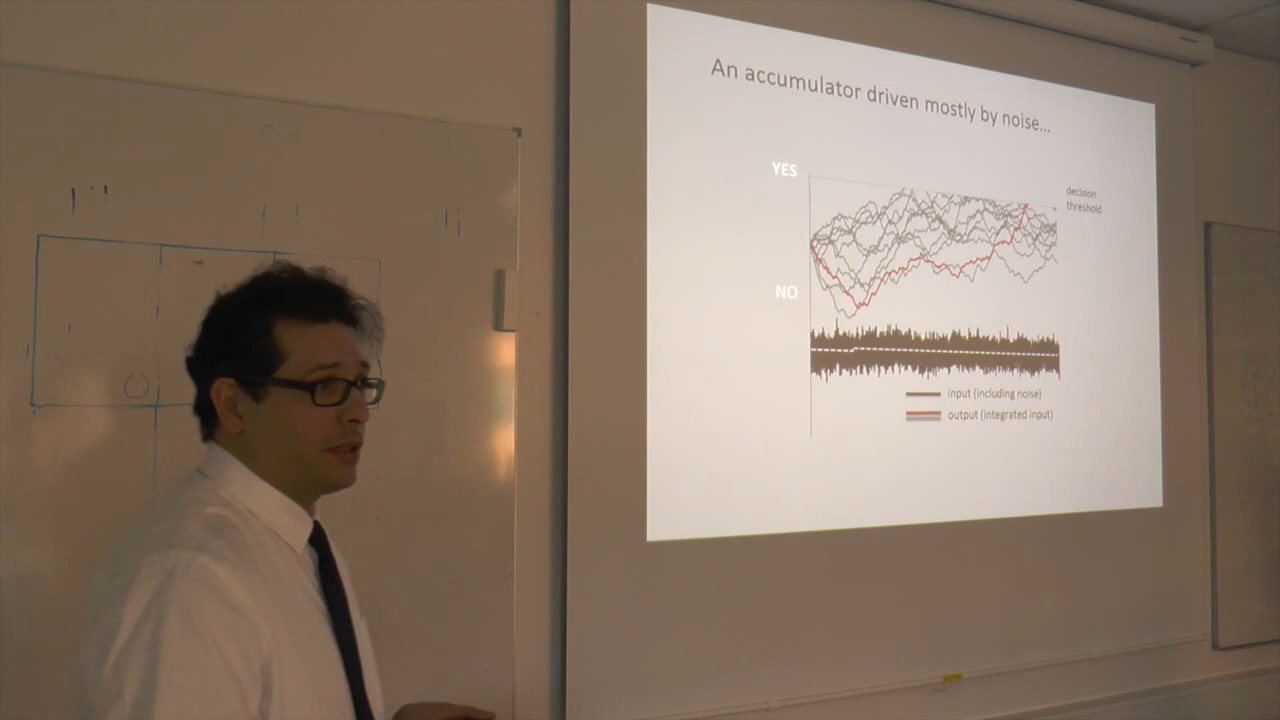 An accumulator driven mostly by noise...
YES
decision
threshold
NO
input (including noise)
output (integrated input)